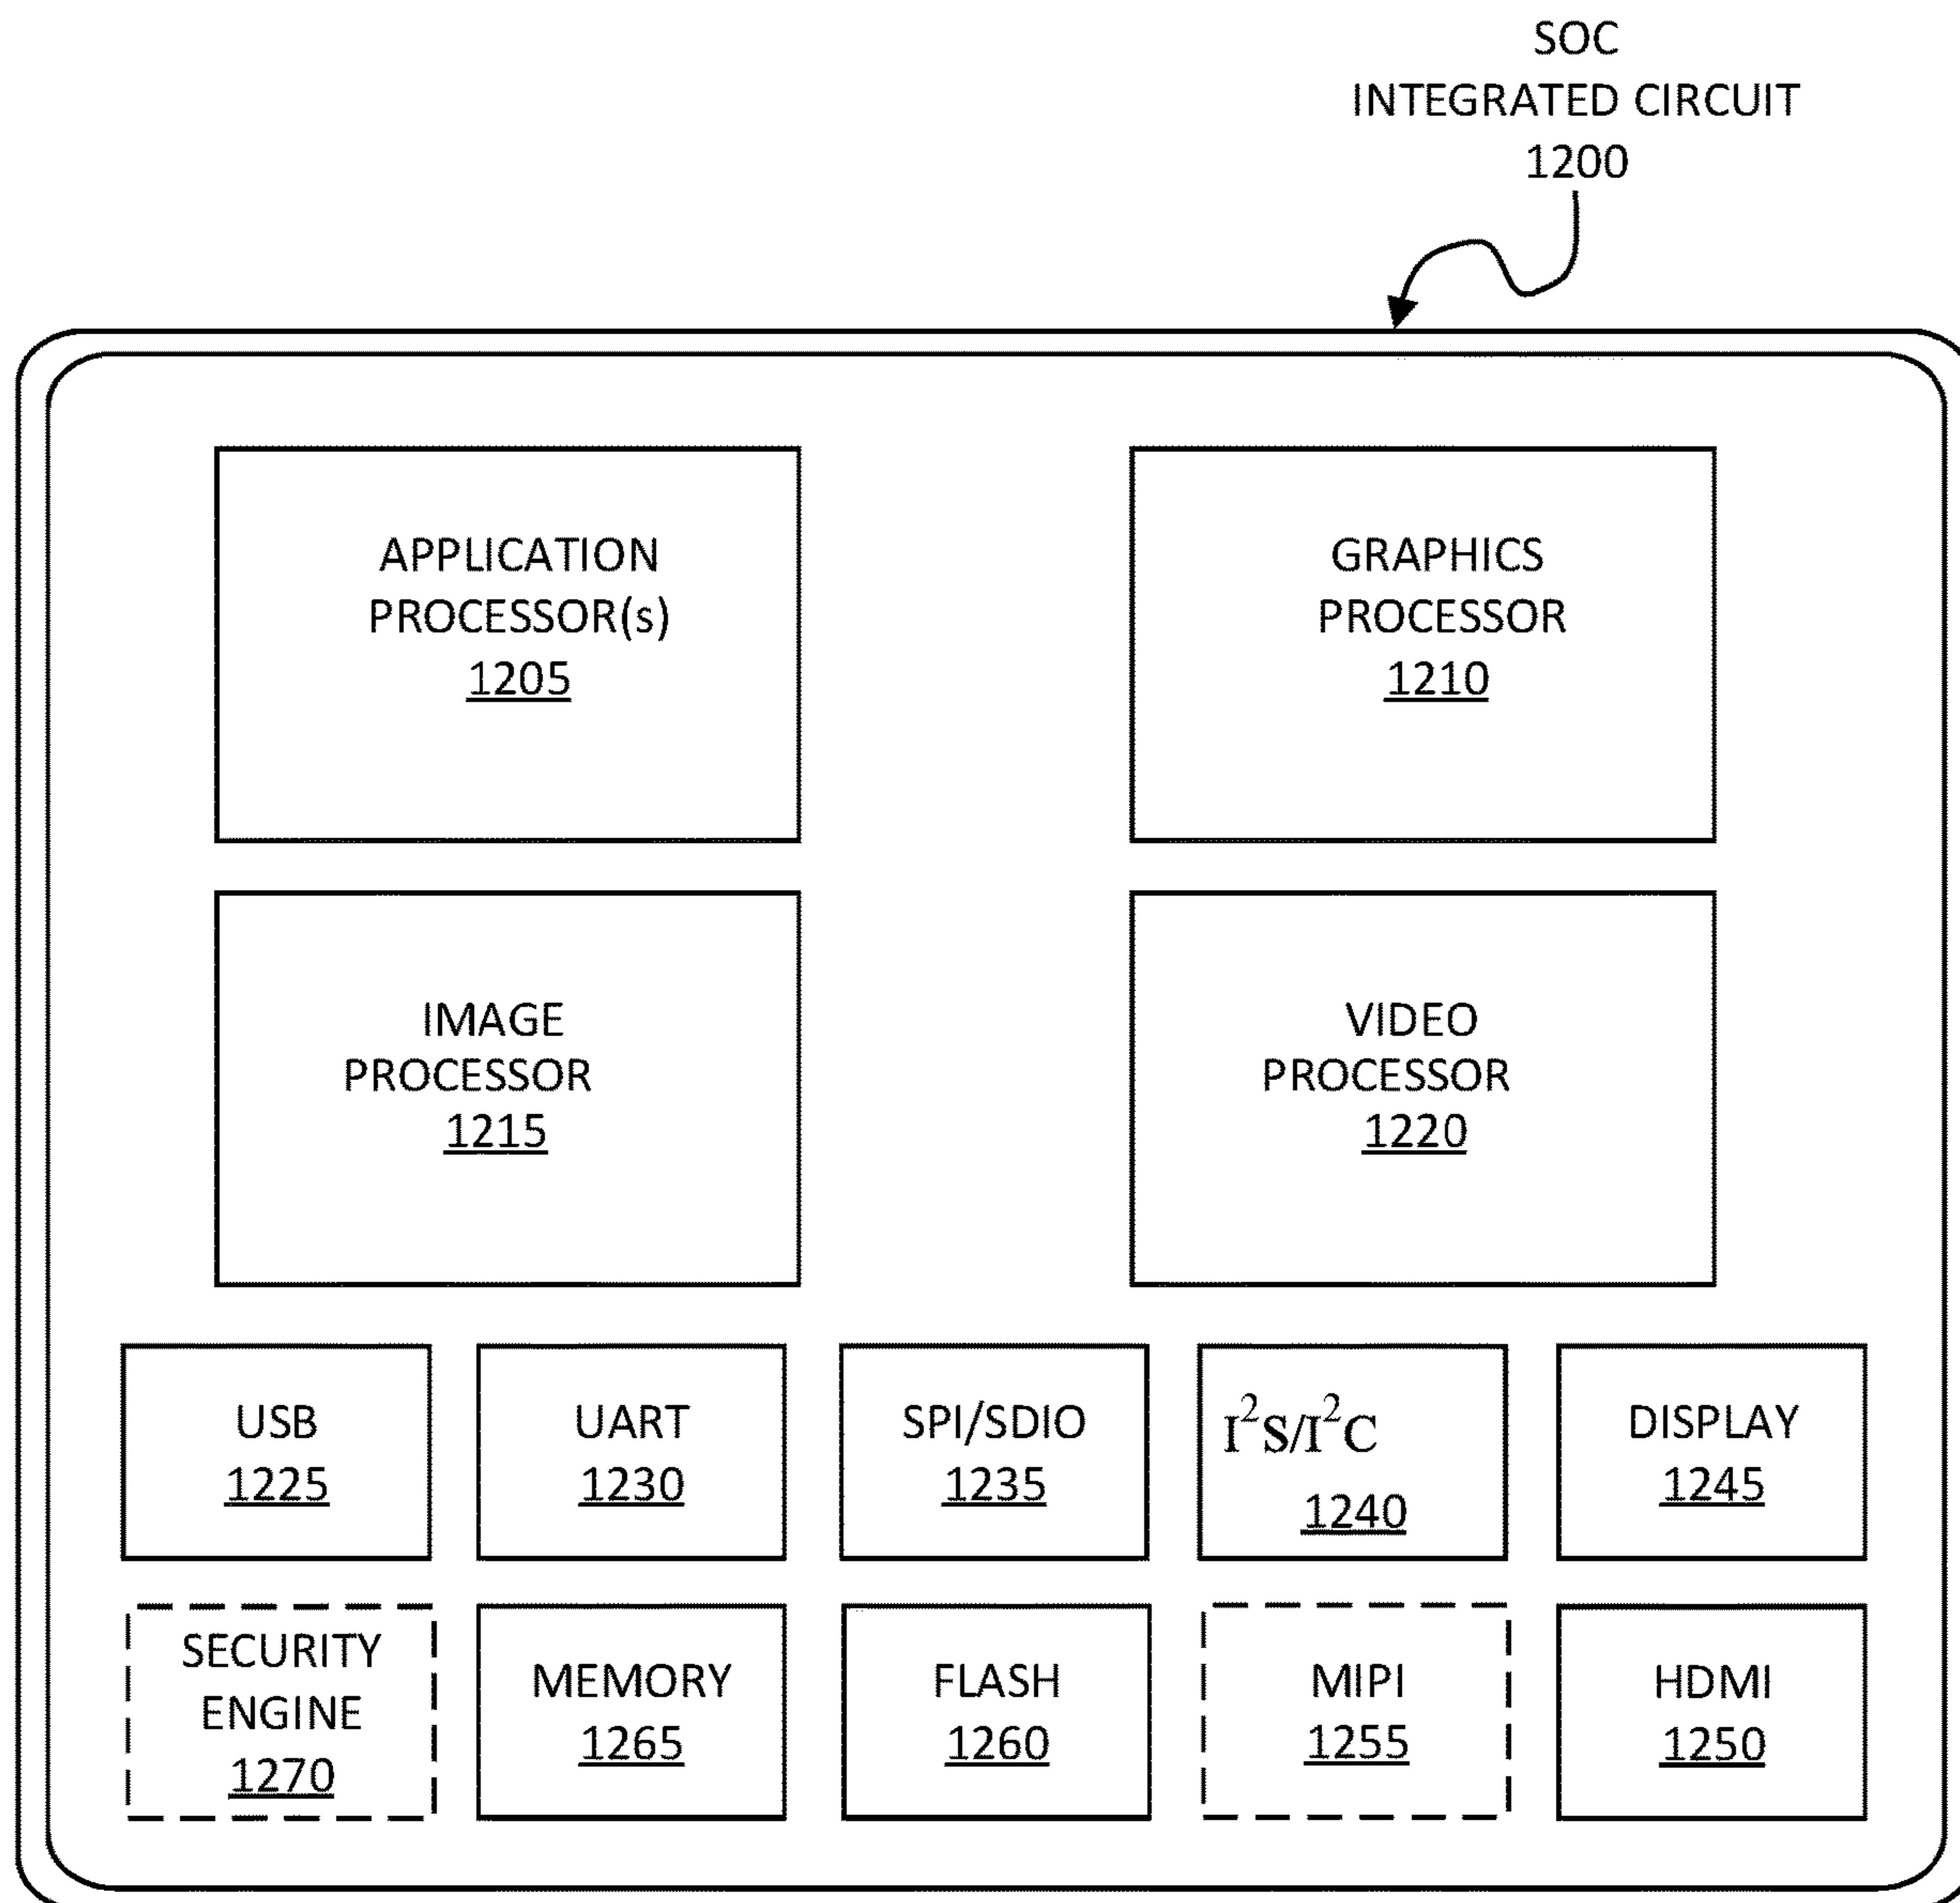 SOC
INTEGRATED CIRCUIT
1200
APPLICATION
PROCESSOR(s)
1205
GRAPHICS
PROCESSOR
1210
IMAGE
PROCESSOR
1215
VIDEO
PROCESSOR
1220
USB
1225
UART
1230
SPI/SDIO
1235
I²S/I²C
1240
DISPLAY
1245
SECURITY
ENGINE
1270
MEMORY
1265
FLASH
1260
MIPI
1255
HDMI
1250